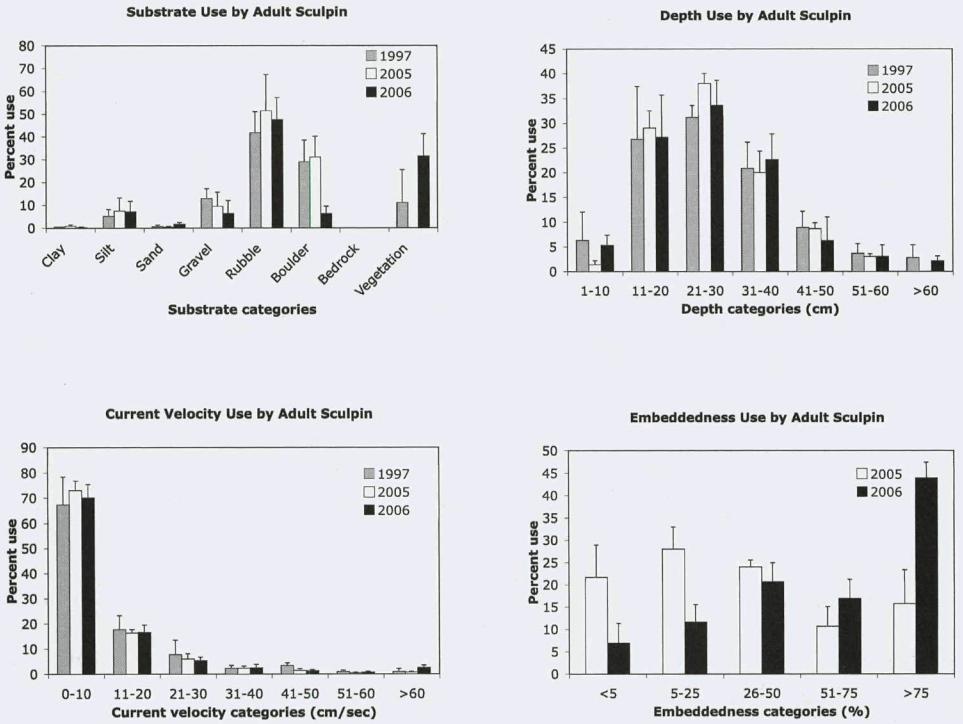 Substrate Use by Adult Sculpin
80
70
60
50
40
30
20
10
0
Percent use
1997
2005
2006
Clay
Silt
Sand
Gravel
Rubble
Boulder
Bedrock
Vegetation
Substrate categories
Depth Use by Adult Sculpin
45
40
35
30
25
20
15
10
5
0
Percent use
1997
2005
2006
1-10 11-20 21-30 31-40 41-50 51-60 >60
Depth categories (cm)
Current Velocity Use by Adult Sculpin
90
80
70
60
50
40
30
20
10
0
Percent use
1997
2005
2006
0-10 11-20 21-30 31-40 41-50 51-60 >60
Current velocity categories (cm/sec)
Embeddedness Use by Adult Sculpin
50
45
40
35
30
25
20
15
10
5
0
Percent use
2005
2006
<5 5-25 26-50 51-75 >75
Embeddedness categories (%)